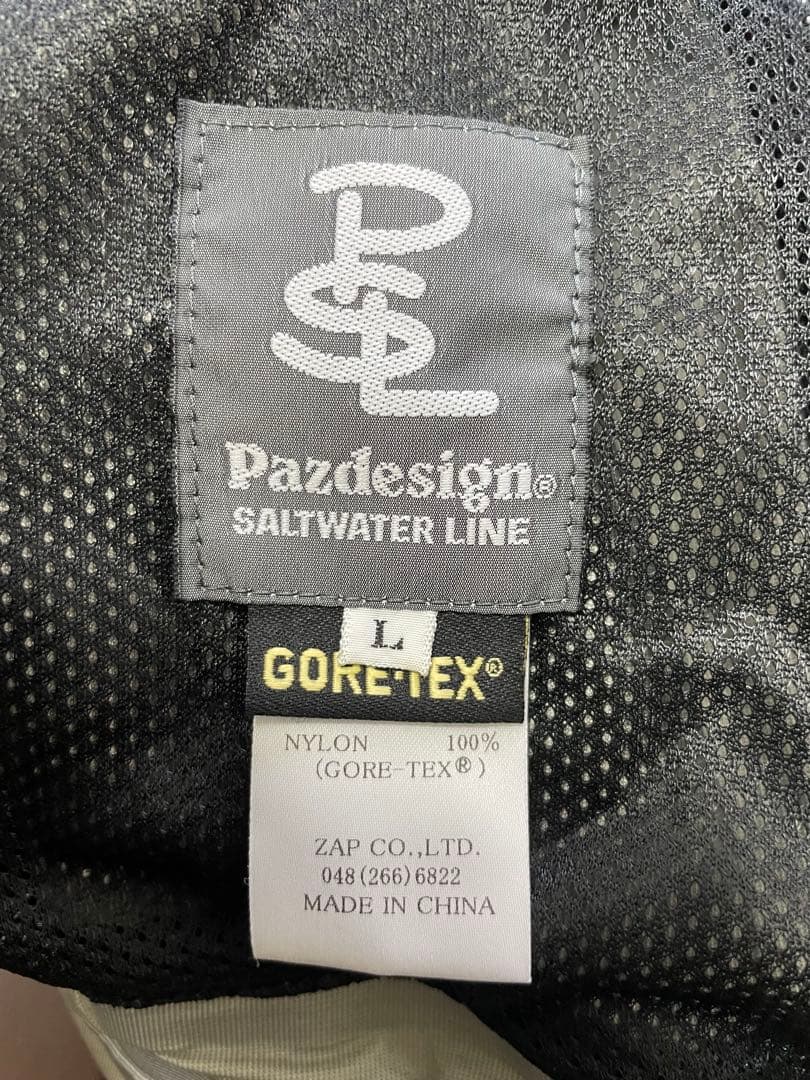 PSL
Pazdesign®
SALTWATER LINE
L
GORE-TEX®
NYLON 100%
(GORE-TEX®)
ZAP CO.,LTD.
048(266)6822
MADE IN CHINA